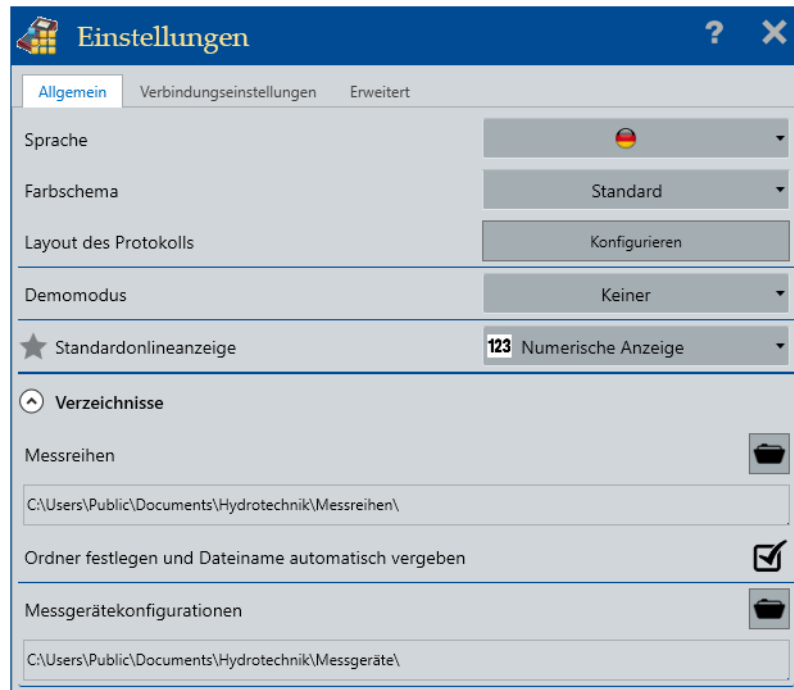 Einstellungen ? X
Allgemein Verbindungseinstellungen Erweitert
Sprache
Farbschema Standard
Layout des Protokolls Konfigurieren
Demomodus Keiner
Standardonlineanzeige 123 Numerische Anzeige
Verzeichnisse
Messreihen
C:\Users\Public\Documents\Hydrotechnik\Messreihen\
Ordner festlegen und Dateiname automatisch vergeben
Messgerätekonfigurationen
C:\Users\Public\Documents\Hydrotechnik\Messgeräte\